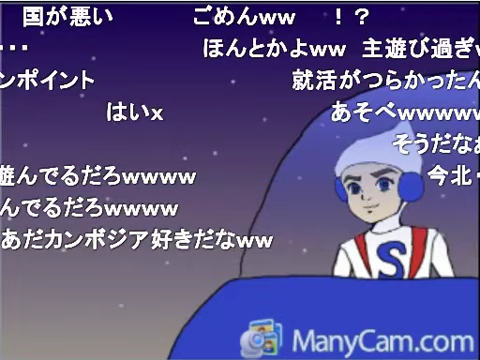 国が悪い ごめんww ！？
・・・ ほんとかよww 主遊び過ぎw
ンポイント 就活がつらかったん
はいx あそべwwwww
そうだなぁ
遊んでるだろwwww 今北・
んでるだろwwww
あだカンボジア好きだなww
S
ManyCam.com